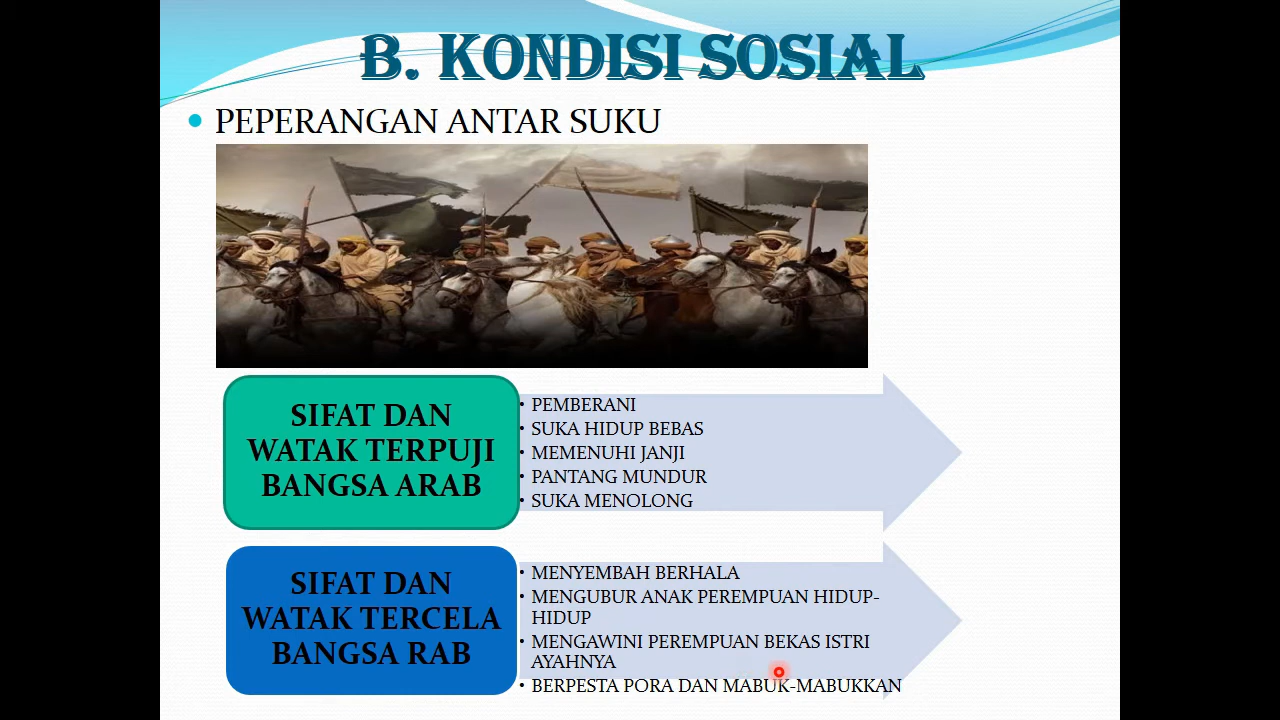 B. KONDISI SOSIAL
• PEPERANGAN ANTAR SUKU
SIFAT DAN
WATAK TERPUJI
BANGSA ARAB
• PEMBERANI
• SUKA HIDUP BEBAS
• MEMENUHI JANJI
• PANTANG MUNDUR
• SUKA MENOLONG
SIFAT DAN
WATAK TERCELA
BANGSA RAB
• MENYEMBAH BERHALA
• MENGUBUR ANAK PEREMPUAN HIDUP-
HIDUP
• MENGAWINI PEREMPUAN BEKAS ISTRI
AYAHNYA
• BERPESTA PORA DAN MABUK-MABUKKAN